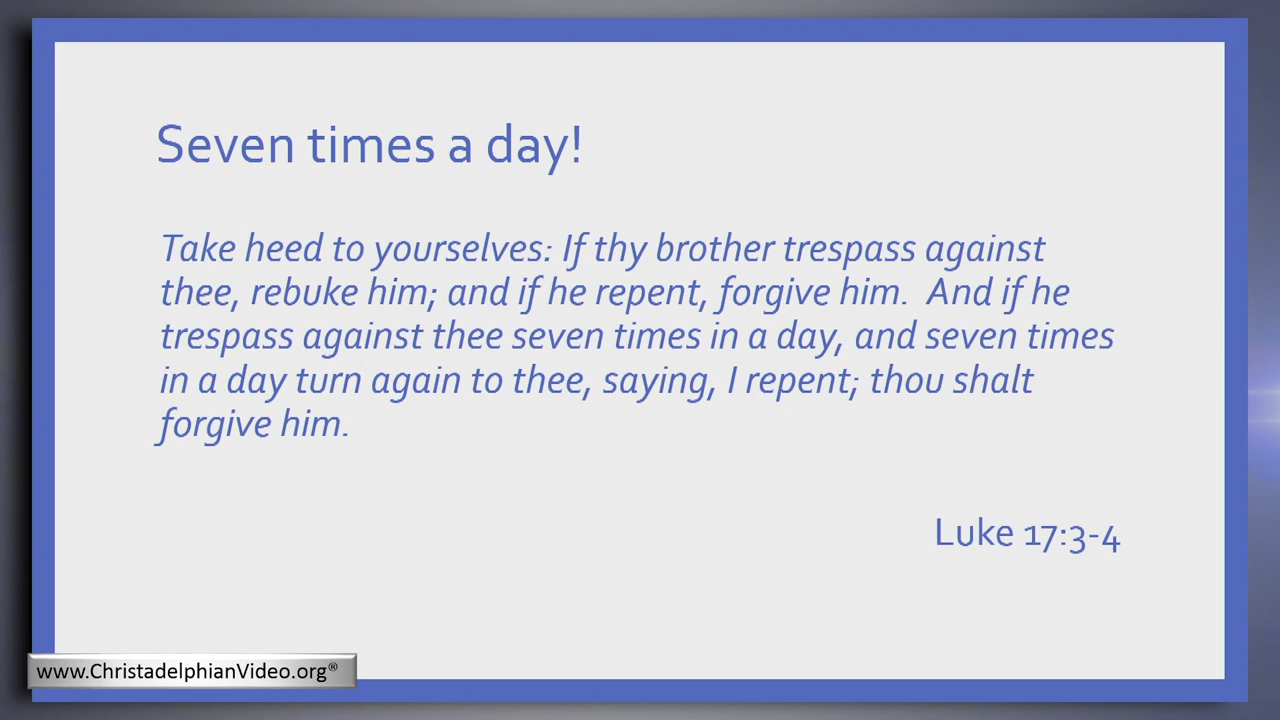 Seven times a day!
Take heed to yourselves: If thy brother trespass against
thee, rebuke him; and if he repent, forgive him.  And if he
trespass against thee seven times in a day, and seven times
in a day turn again to thee, saying, I repent; thou shalt
forgive him.
Luke 17:3-4
www.ChristadelphianVideo.org®